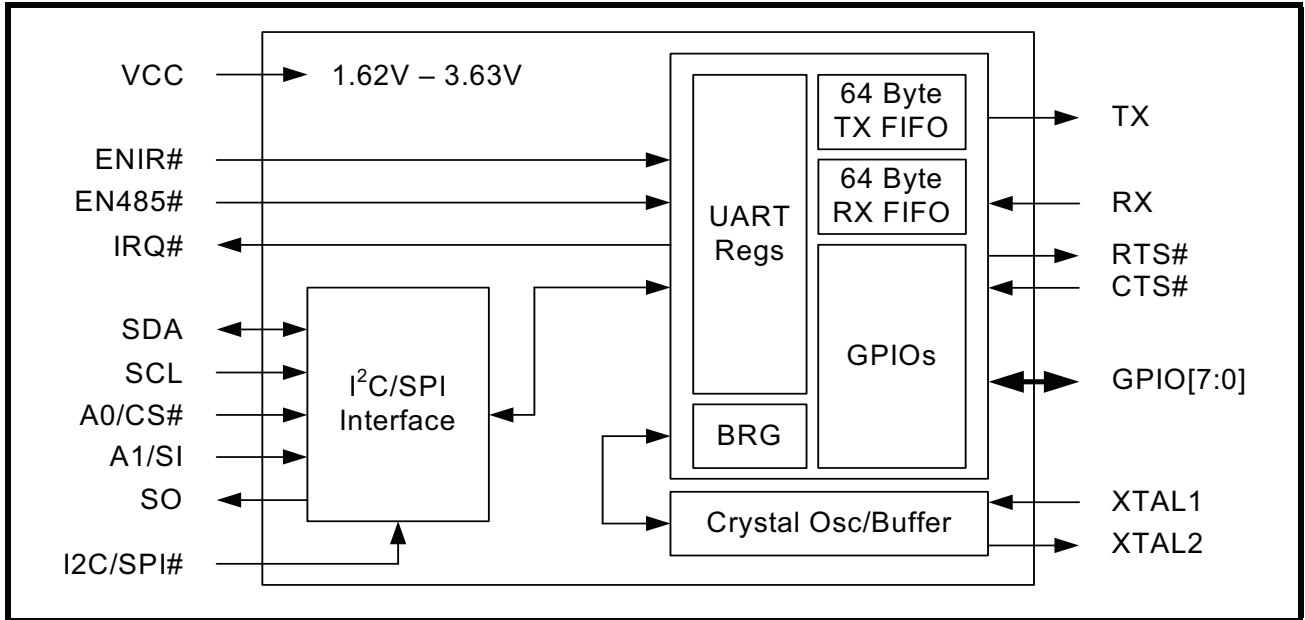 VCC
1.62V – 3.63V
ENIR#
EN485#
IRQ#
SDA
SCL
A0/CS#
A1/SI
SO
I2C/SPI#
I²C/SPI
Interface
UART
Regs
64 Byte
TX FIFO
64 Byte
RX FIFO
GPIOs
BRG
Crystal Osc/Buffer
TX
RX
RTS#
CTS#
GPIO[7:0]
XTAL1
XTAL2